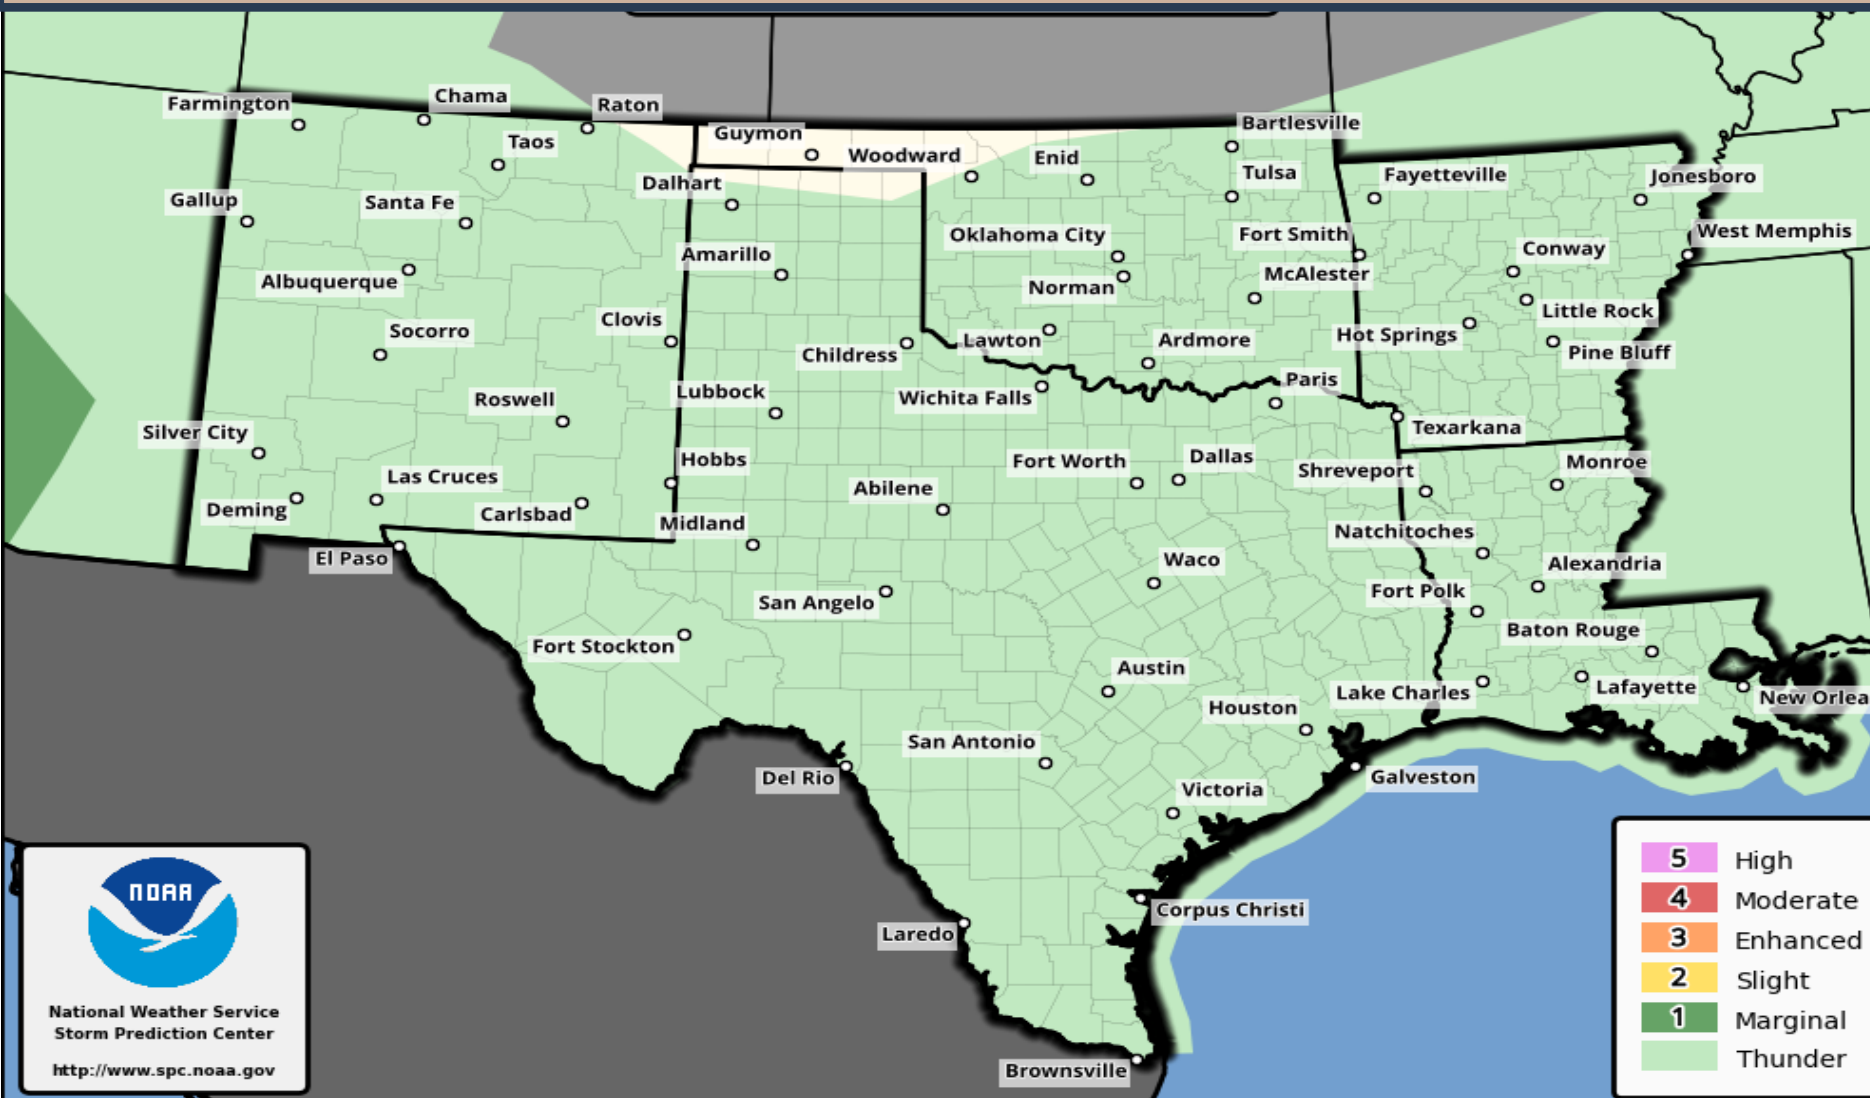 Farmington
Chama
Raton
Taos
Guymon
Woodward
Enid
Bartlesville
Tulsa
Fayetteville
Jonesboro
Gallup
Santa Fe
Dalhart
Oklahoma City
Fort Smith
West Memphis
Albuquerque
Amarillo
Norman
McAlester
Conway
Socorro
Clovis
Childress
Lawton
Ardmore
Hot Springs
Little Rock
Pine Bluff
Roswell
Lubbock
Wichita Falls
Paris
Silver City
Hobbs
Texarkana
Las Cruces
Fort Worth
Dallas
Shreveport
Monroe
Deming
Carlsbad
Midland
Abilene
Natchitoches
El Paso
Waco
Alexandria
San Angelo
Fort Polk
Fort Stockton
Baton Rouge
Austin
Lake Charles
Lafayette
New Orlea
Houston
San Antonio
Del Rio
Galveston
Victoria
Corpus Christi
Laredo
Brownsville
NOAA
National Weather Service
Storm Prediction Center
http://www.spc.noaa.gov
5 High
4 Moderate
3 Enhanced
2 Slight
1 Marginal
Thunder